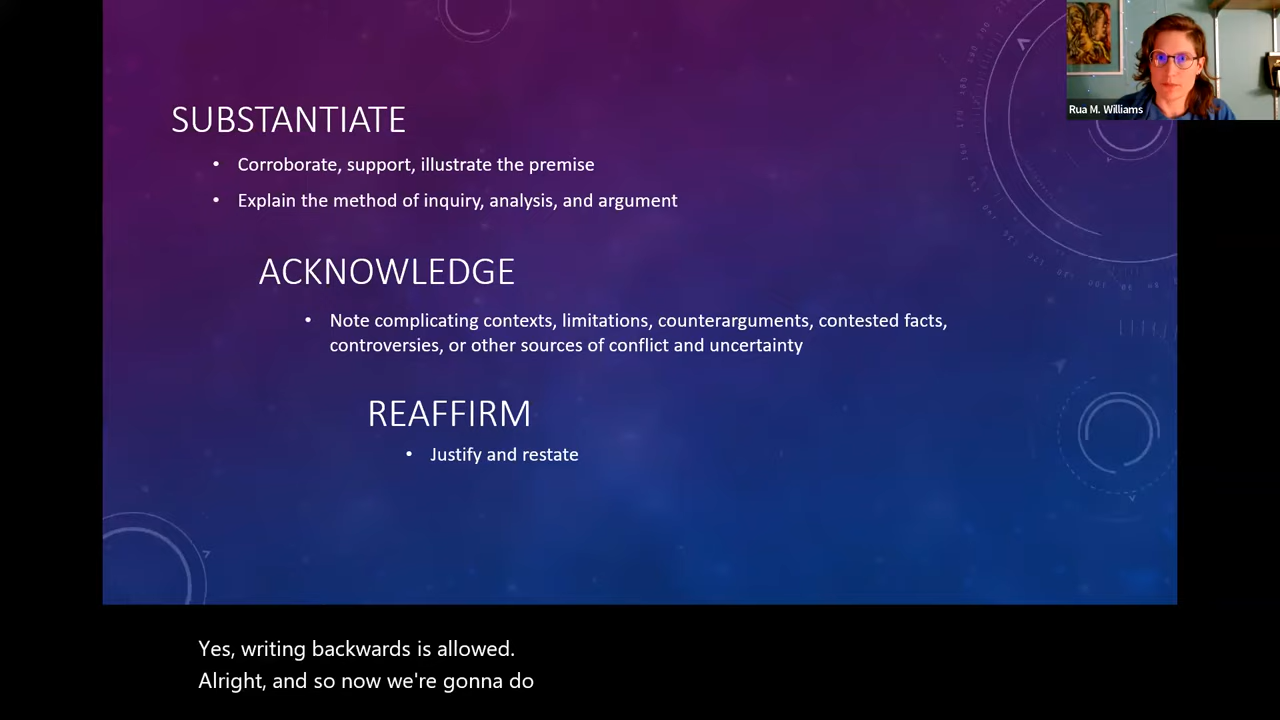 SUBSTANTIATE
• Corroborate, support, illustrate the premise
• Explain the method of inquiry, analysis, and argument
ACKNOWLEDGE
• Note complicating contexts, limitations, counterarguments, contested facts,
controversies, or other sources of conflict and uncertainty
REAFFIRM
• Justify and restate
Rua M. Williams
Yes, writing backwards is allowed.
Alright, and so now we're gonna do